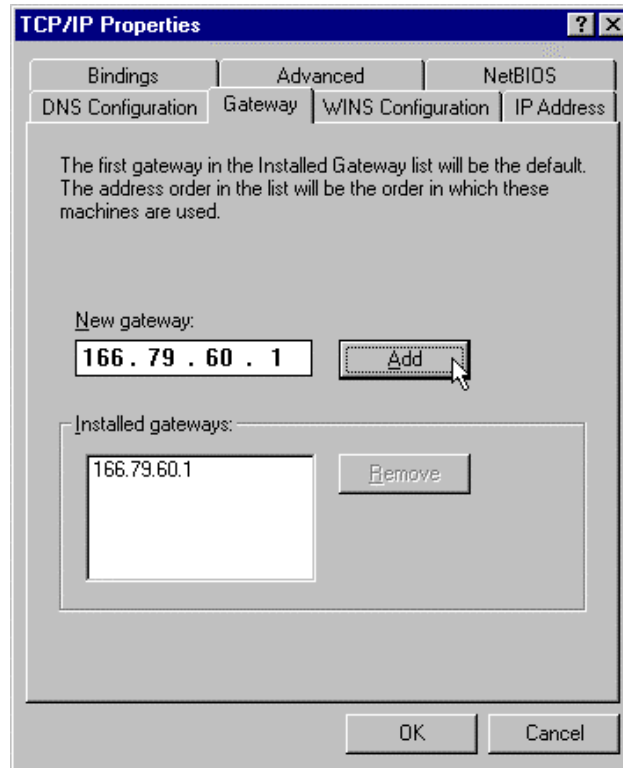 TCP/IP Properties
Bindings Advanced NetBIOS
DNS Configuration Gateway WINS Configuration IP Address
The first gateway in the Installed Gateway list will be the default.
The address order in the list will be the order in which these
machines are used.
New gateway:
166 . 79 . 60 . 1 Add
Installed gateways:
166.79.60.1 Remove
OK Cancel